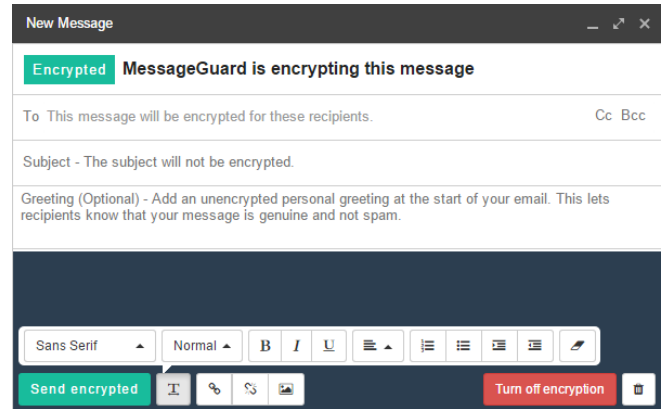 New Message
Encrypted MessageGuard is encrypting this message
To This message will be encrypted for these recipients. Cc Bcc
Subject - The subject will not be encrypted.
Greeting (Optional) - Add an unencrypted personal greeting at the start of your email. This lets
recipients know that your message is genuine and not spam.
Sans Serif Normal B I U
Send encrypted T Turn off encryption